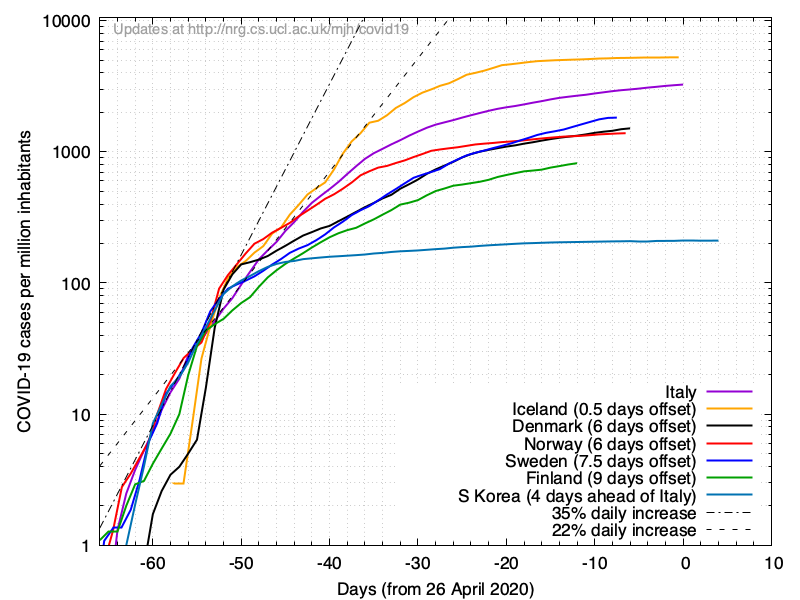 Updates at http://nrg.cs.ucl.ac.uk/mjh/covid19
10000
1000
100
10
1
COVID-19 cases per million inhabitants
Italy
Iceland (0.5 days offset)
Denmark (6 days offset)
Norway (6 days offset)
Sweden (7.5 days offset)
Finland (9 days offset)
S Korea (4 days ahead of Italy)
35% daily increase
22% daily increase
-60 -50 -40 -30 -20 -10 0 10
Days (from 26 April 2020)